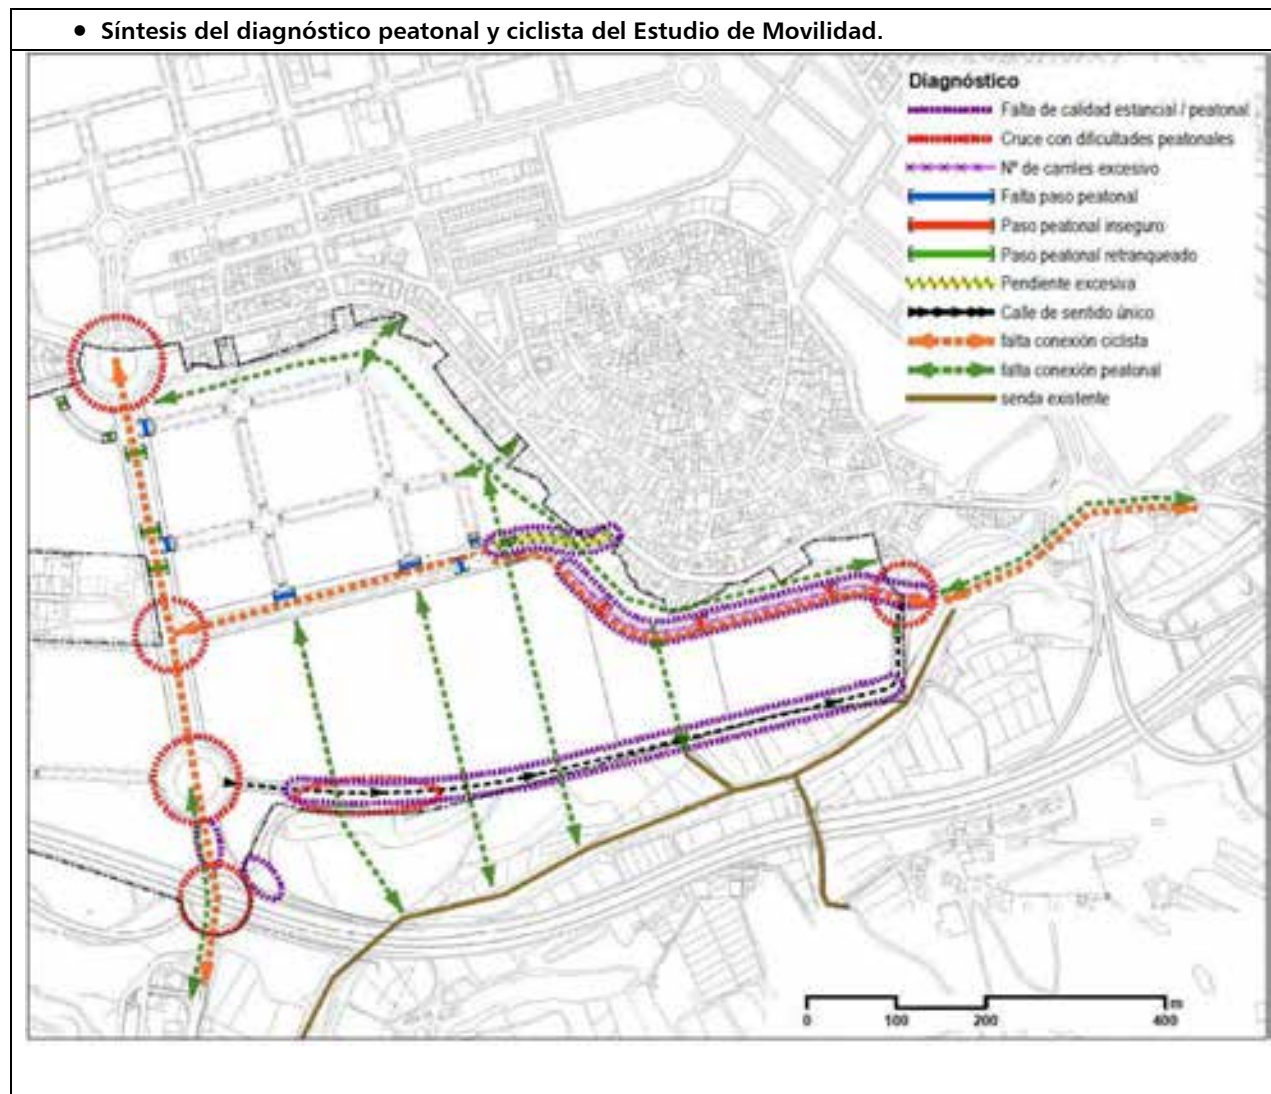 • Síntesis del diagnóstico peatonal y ciclista del Estudio de Movilidad.
Diagnóstico
Falta de calidad estancial / peatonal
Cruce con dificultades peatonales
Nº de carriles excesivo
Falta paso peatonal
Paso peatonal inseguro
Paso peatonal retranqueado
Pendiente excesiva
Calle de sentido único
falta conexión ciclista
falta conexión peatonal
senda existente
m
0 100 200 400